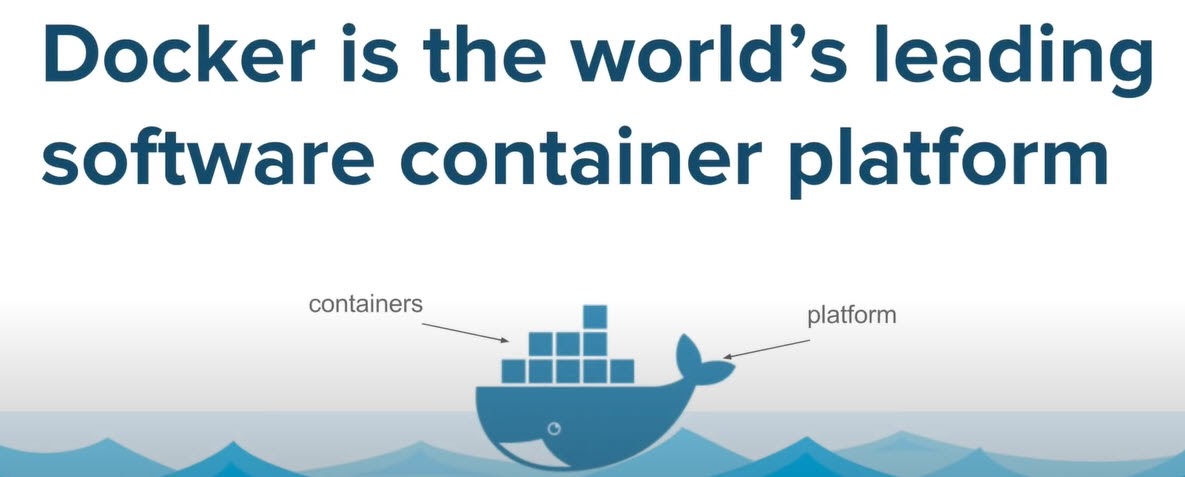 Docker is the world’s leading
software container platform
containers
platform